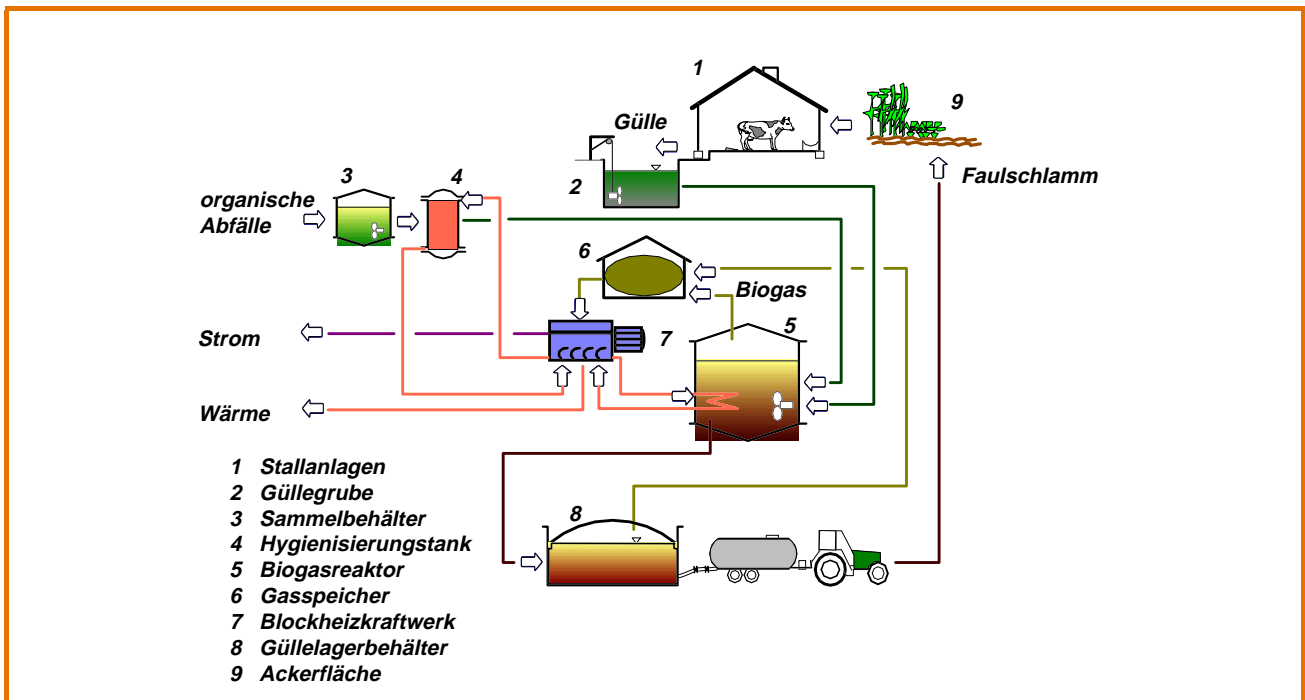 1
9
Gülle
Faulschlamm
2
3
4
organische
Abfälle
6
Biogas
5
Strom
7
Wärme
1 Stallanlagen
2 Güllegrube
3 Sammelbehälter
4 Hygienisierungstank
5 Biogasreaktor
6 Gasspeicher
7 Blockheizkraftwerk
8 Güllelagerbehälter
9 Ackerfläche
8